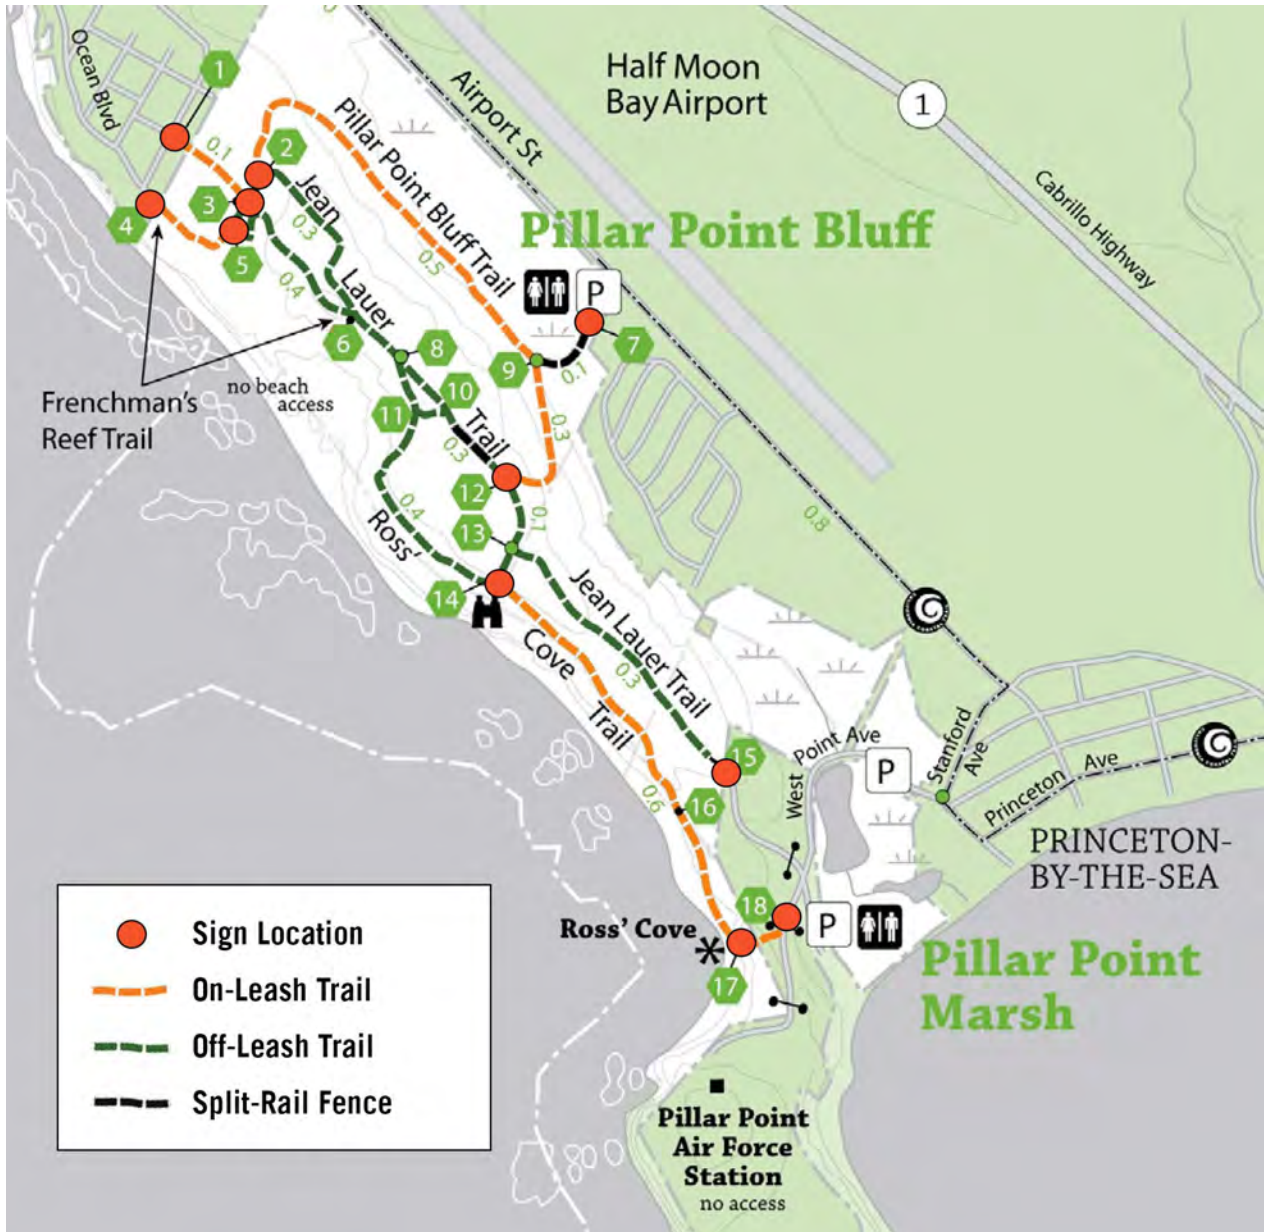 Ocean Blvd
1
0.1
2
3
4
5
Jean
0.3
Lauer
0.4
6
Frenchman's
Reef Trail
no beach
access
Pillar Point Bluff Trail
0.5
Airport St
Half Moon
Bay Airport
1
Cabrillo Highway
Pillar Point Bluff
P
7
8
9
0.1
10
11
Trail
0.3
0.3
12
0.1
13
0.4
Ross'
14
Cove
Trail
0.6
Jean Lauer Trail
0.3
0.8
15
16
West
Point Ave
P
Stanford
Ave
Princeton Ave
PRINCETON-
BY-THE-SEA
18
P
Ross' Cove
17
Pillar Point
Marsh
Pillar Point
Air Force
Station
no access
Sign Location
On-Leash Trail
Off-Leash Trail
Split-Rail Fence